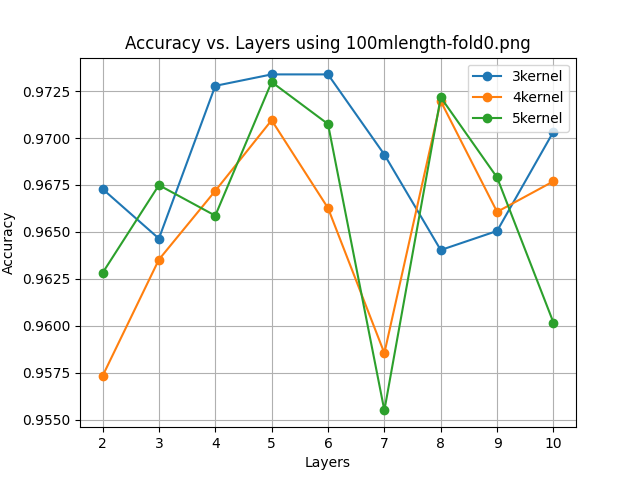 Accuracy vs. Layers using 100mlength-fold0.png
3kernel
4kernel
5kernel
0.9725
0.9700
0.9675
0.9650
0.9625
0.9600
0.9575
0.9550
Accuracy
2 3 4 5 6 7 8 9 10
Layers